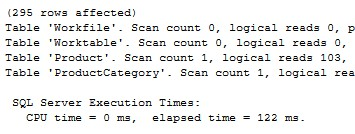 (295 rows affected)
Table 'Workfile'. Scan count 0, logical reads 0, p
Table 'Worktable'. Scan count 0, logical reads 0,
Table 'Product'. Scan count 1, logical reads 103,
Table 'ProductCategory'. Scan count 1, logical rea
SQL Server Execution Times:
CPU time = 0 ms,  elapsed time = 122 ms.